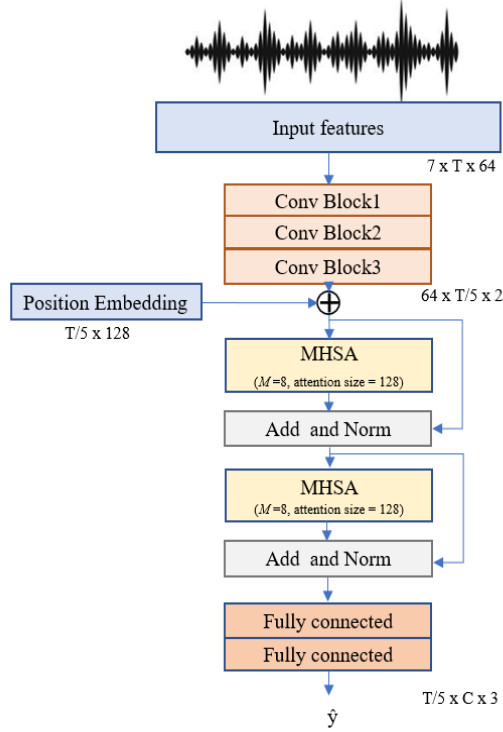 Input features
7 x T x 64
Conv Block1
Conv Block2
Conv Block3
64 x T/5 x 2
Position Embedding
T/5 x 128
MHSA
(M=8, attention size = 128)
Add and Norm
MHSA
(M=8, attention size = 128)
Add and Norm
Fully connected
Fully connected
T/5 x C x 3
ŷ